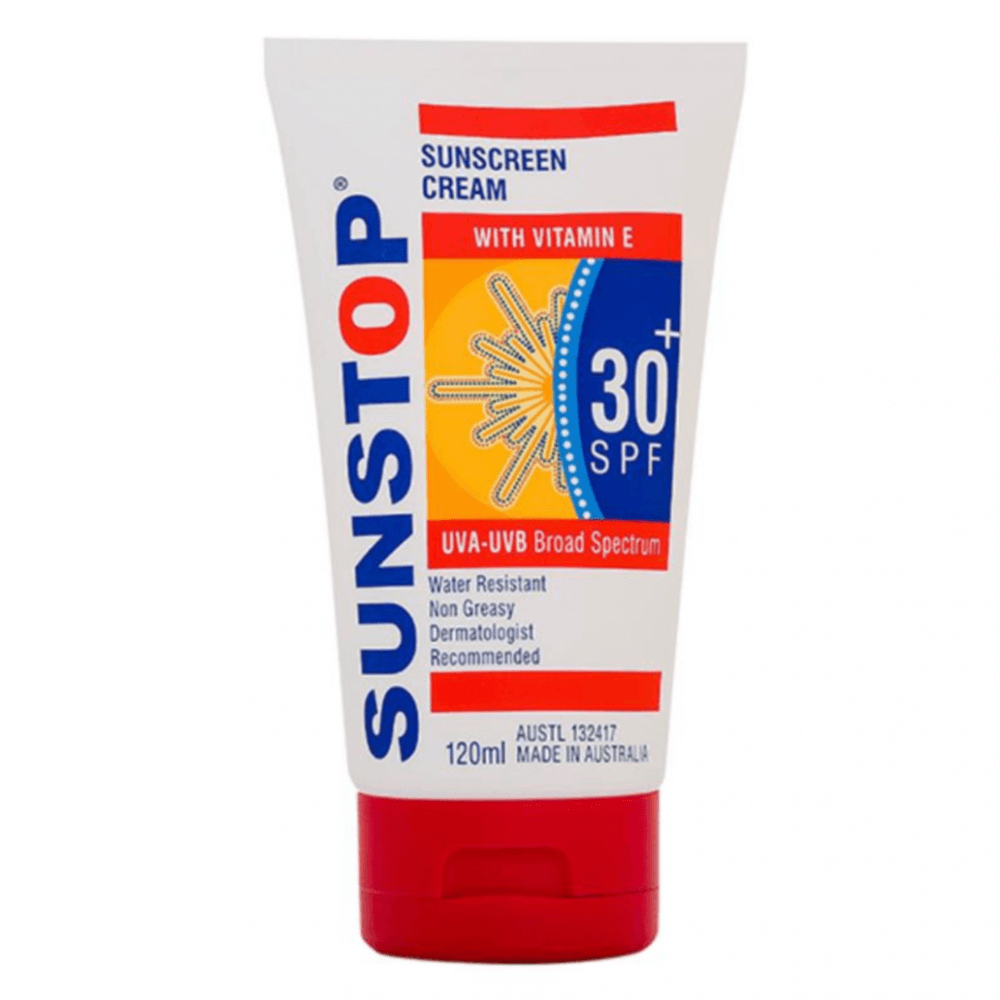 SUNSTOP®
SUNSCREEN
CREAM
WITH VITAMIN E
30+
SPF
UVA-UVB Broad Spectrum
Water Resistant
Non Greasy
Dermatologist
Recommended
120ml
AUSTL 132417
MADE IN AUSTRALIA